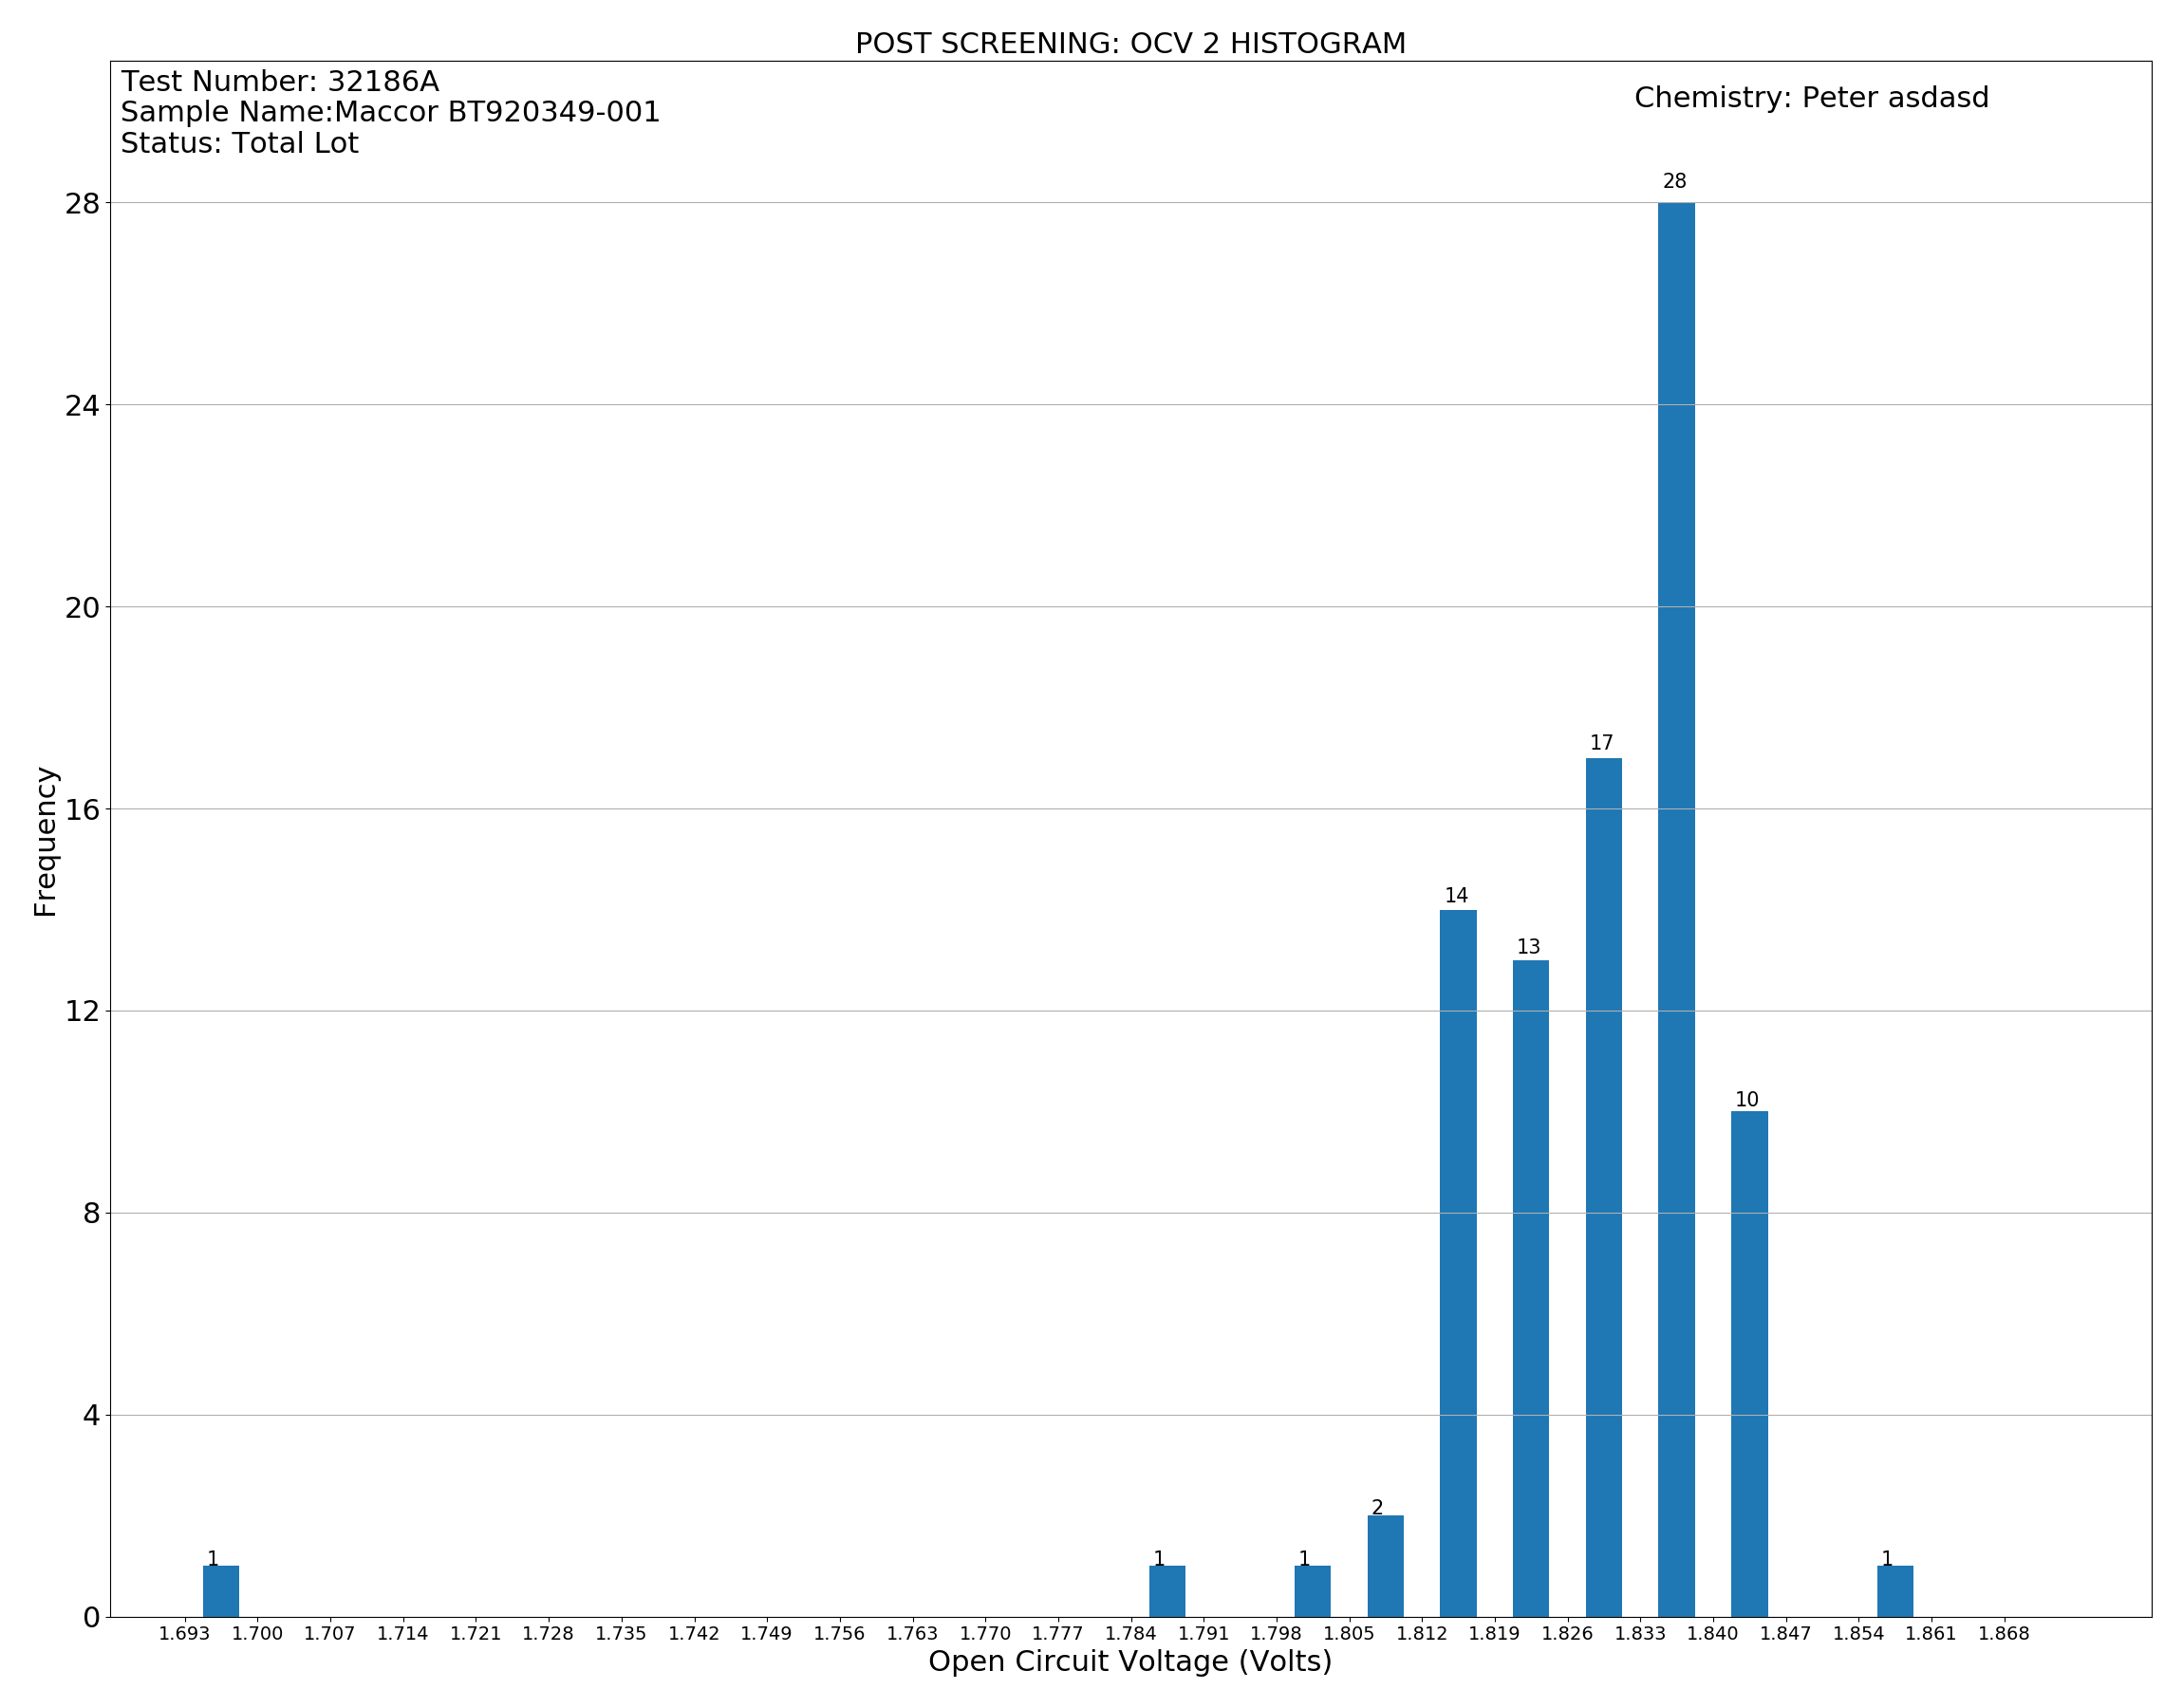 POST SCREENING: OCV 2 HISTOGRAM
Test Number: 32186A
Sample Name:Maccor BT920349-001
Status: Total Lot
Chemistry: Peter asdasd
28
28
24
20
17
16
14
13
12
10
8
4
2
1
1
1
1
0
1.693 1.700 1.707 1.714 1.721 1.728 1.735 1.742 1.749 1.756 1.763 1.770 1.777 1.784 1.791 1.798 1.805 1.812 1.819 1.826 1.833 1.840 1.847 1.854 1.861 1.868
Open Circuit Voltage (Volts)
Frequency